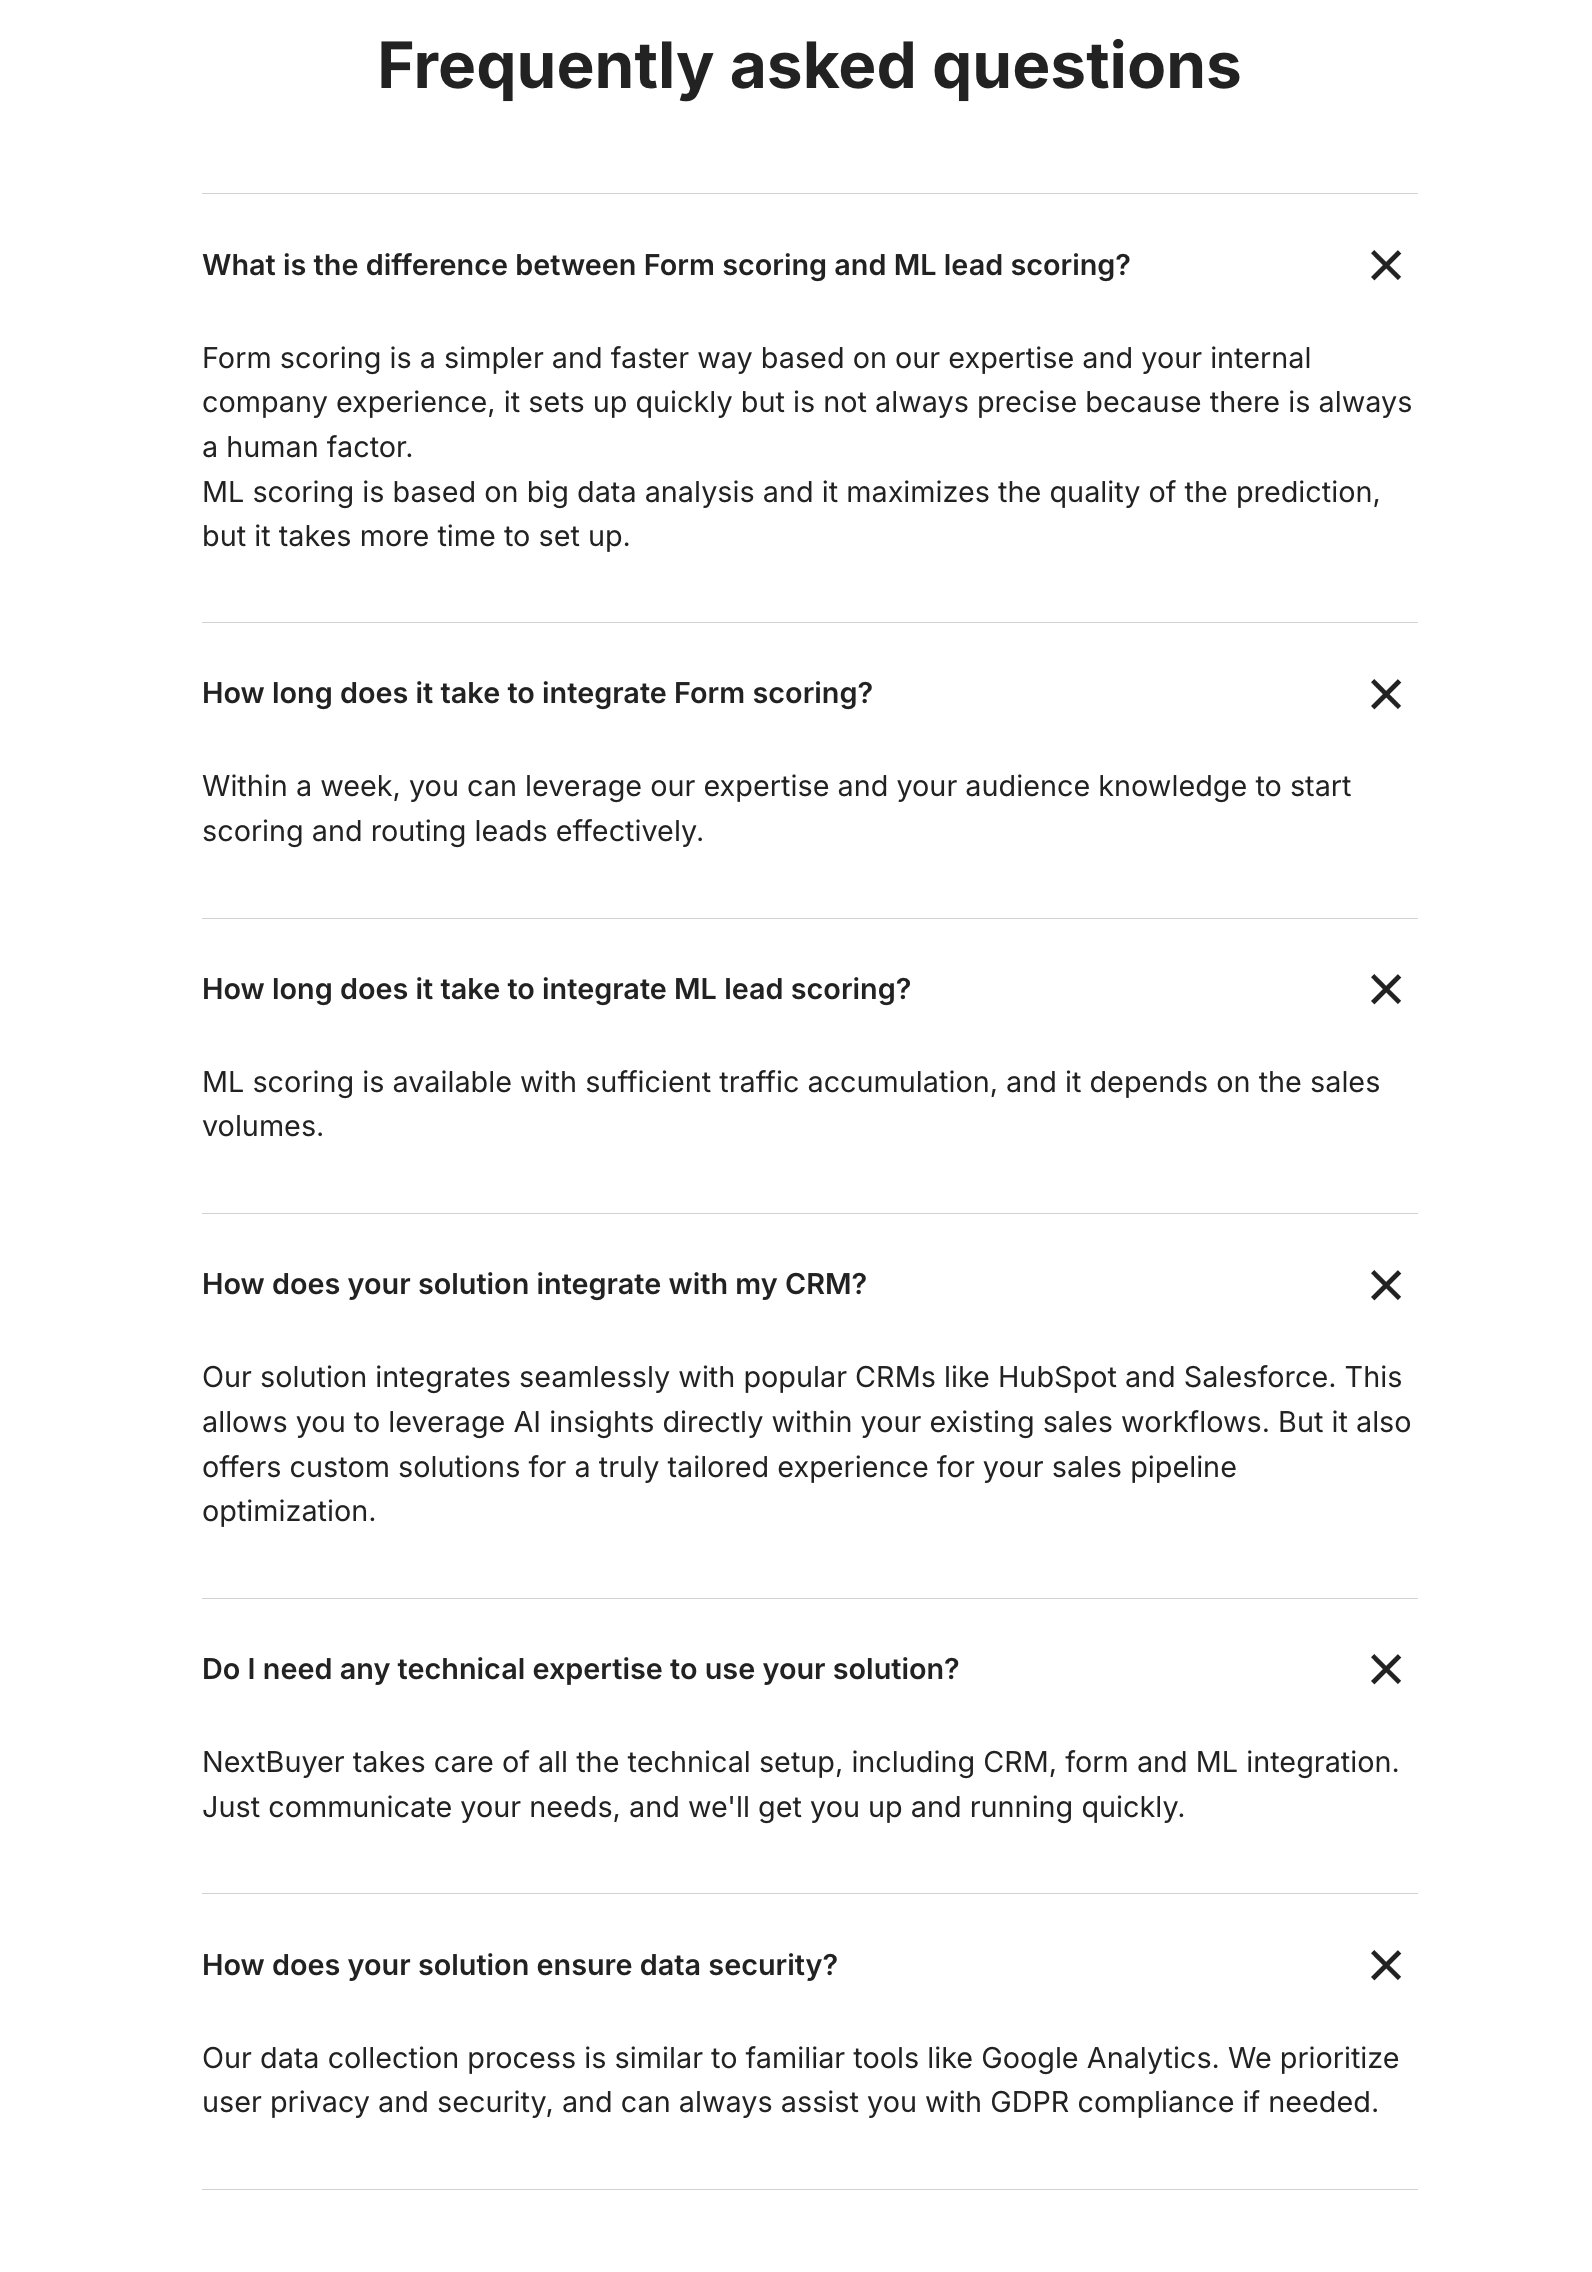 Frequently asked questions
What is the difference between Form scoring and ML lead scoring?
Form scoring is a simpler and faster way based on our expertise and your internal
company experience, it sets up quickly but is not always precise because there is always
a human factor.
ML scoring is based on big data analysis and it maximizes the quality of the prediction,
but it takes more time to set up.
How long does it take to integrate Form scoring?
Within a week, you can leverage our expertise and your audience knowledge to start
scoring and routing leads effectively.
How long does it take to integrate ML lead scoring?
ML scoring is available with sufficient traffic accumulation, and it depends on the sales
volumes.
How does your solution integrate with my CRM?
Our solution integrates seamlessly with popular CRMs like HubSpot and Salesforce. This
allows you to leverage AI insights directly within your existing sales workflows. But it also
offers custom solutions for a truly tailored experience for your sales pipeline
optimization.
Do I need any technical expertise to use your solution?
NextBuyer takes care of all the technical setup, including CRM, form and ML integration.
Just communicate your needs, and we'll get you up and running quickly.
How does your solution ensure data security?
Our data collection process is similar to familiar tools like Google Analytics. We prioritize
user privacy and security, and can always assist you with GDPR compliance if needed.